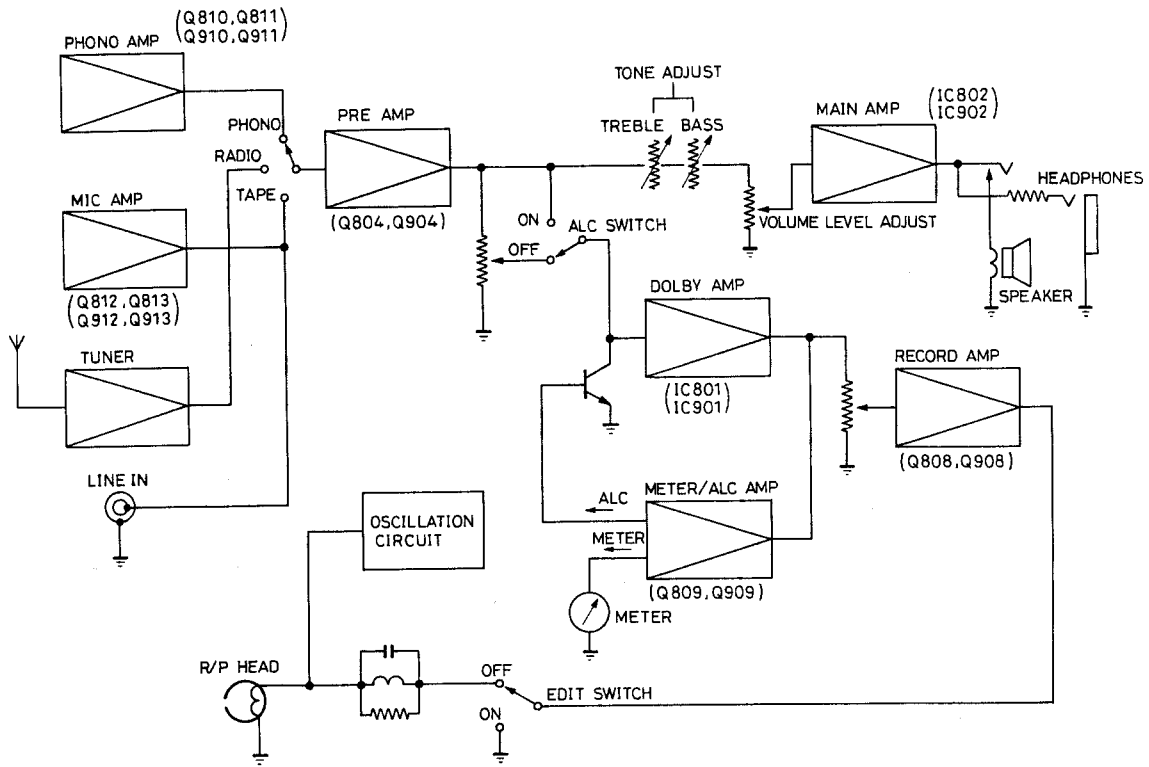 PHONO AMP
(Q810,Q811
Q910,Q911)
PHONO
RADIO
TAPE
PRE AMP
(Q804,Q904)
TONE ADJUST
TREBLE BASS
MAIN AMP
(IC802
IC902)
HEADPHONES
VOLUME LEVEL ADJUST
SPEAKER
MIC AMP
(Q812,Q813
Q912,Q913)
ON
OFF
ALC SWITCH
TUNER
DOLBY AMP
(IC801
IC901)
RECORD AMP
(Q808,Q908)
LINE IN
OSCILLATION
CIRCUIT
ALC
METER
METER/ALC AMP
(Q809,Q909)
METER
R/P HEAD
OFF
ON
EDIT SWITCH